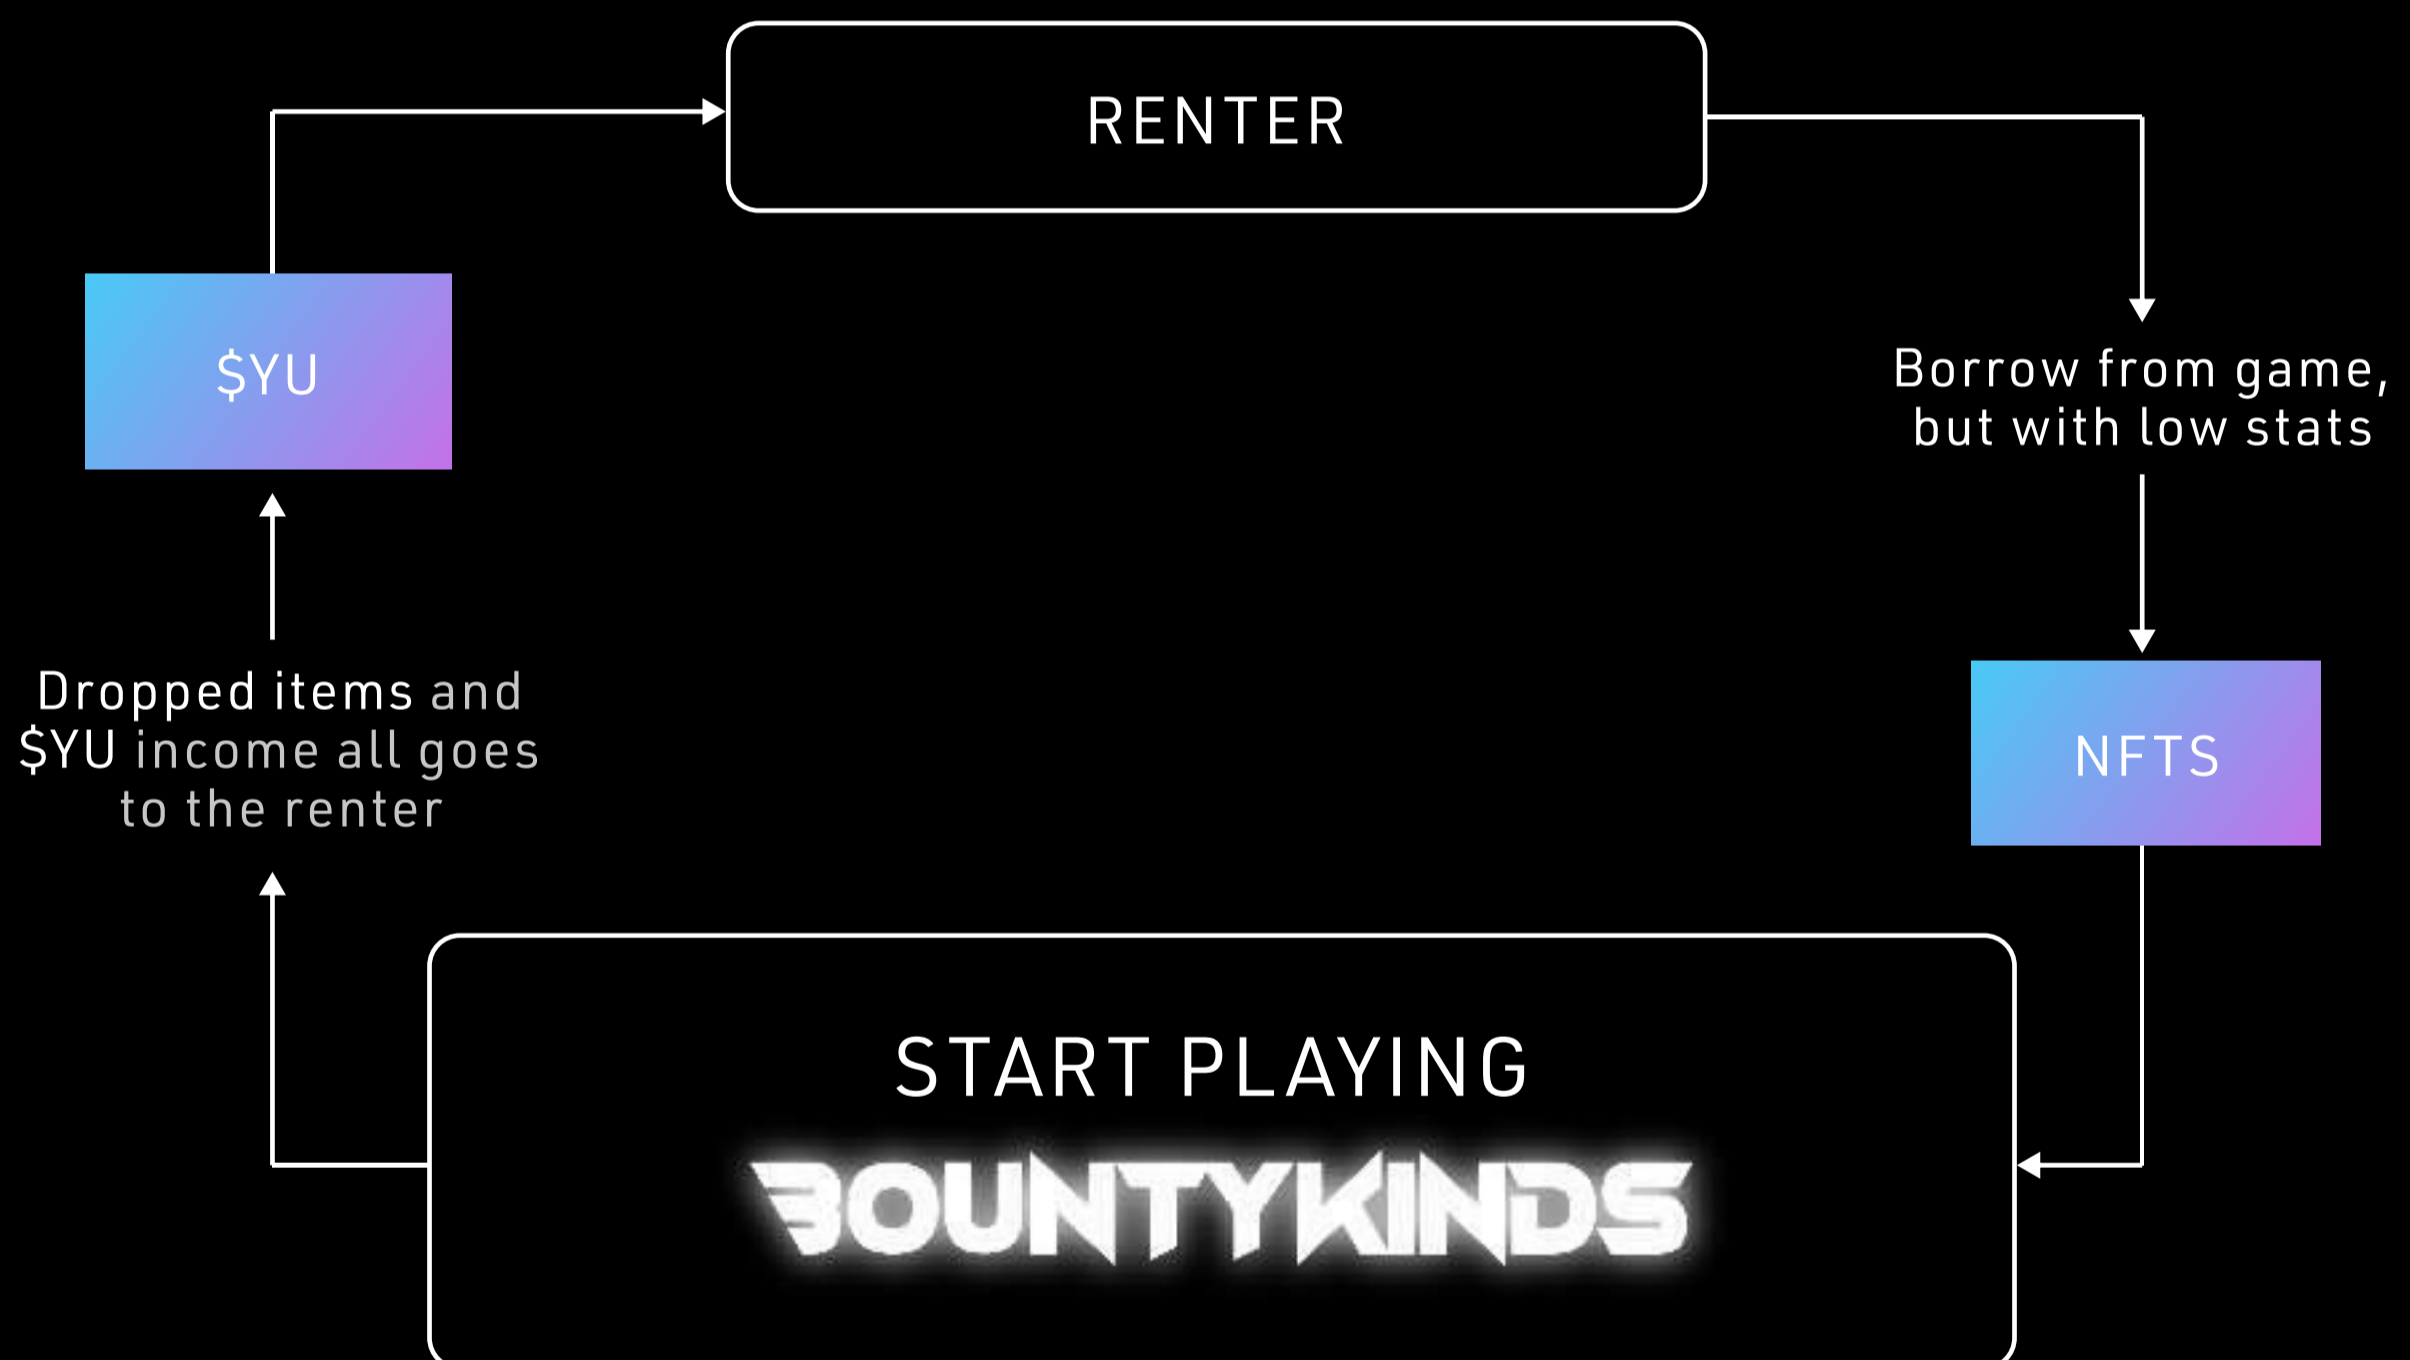 RENTER
$YU
Borrow from game,
but with low stats
Dropped items and
$YU income all goes
to the renter
NFTS
START PLAYING
BOUNTYKINDS